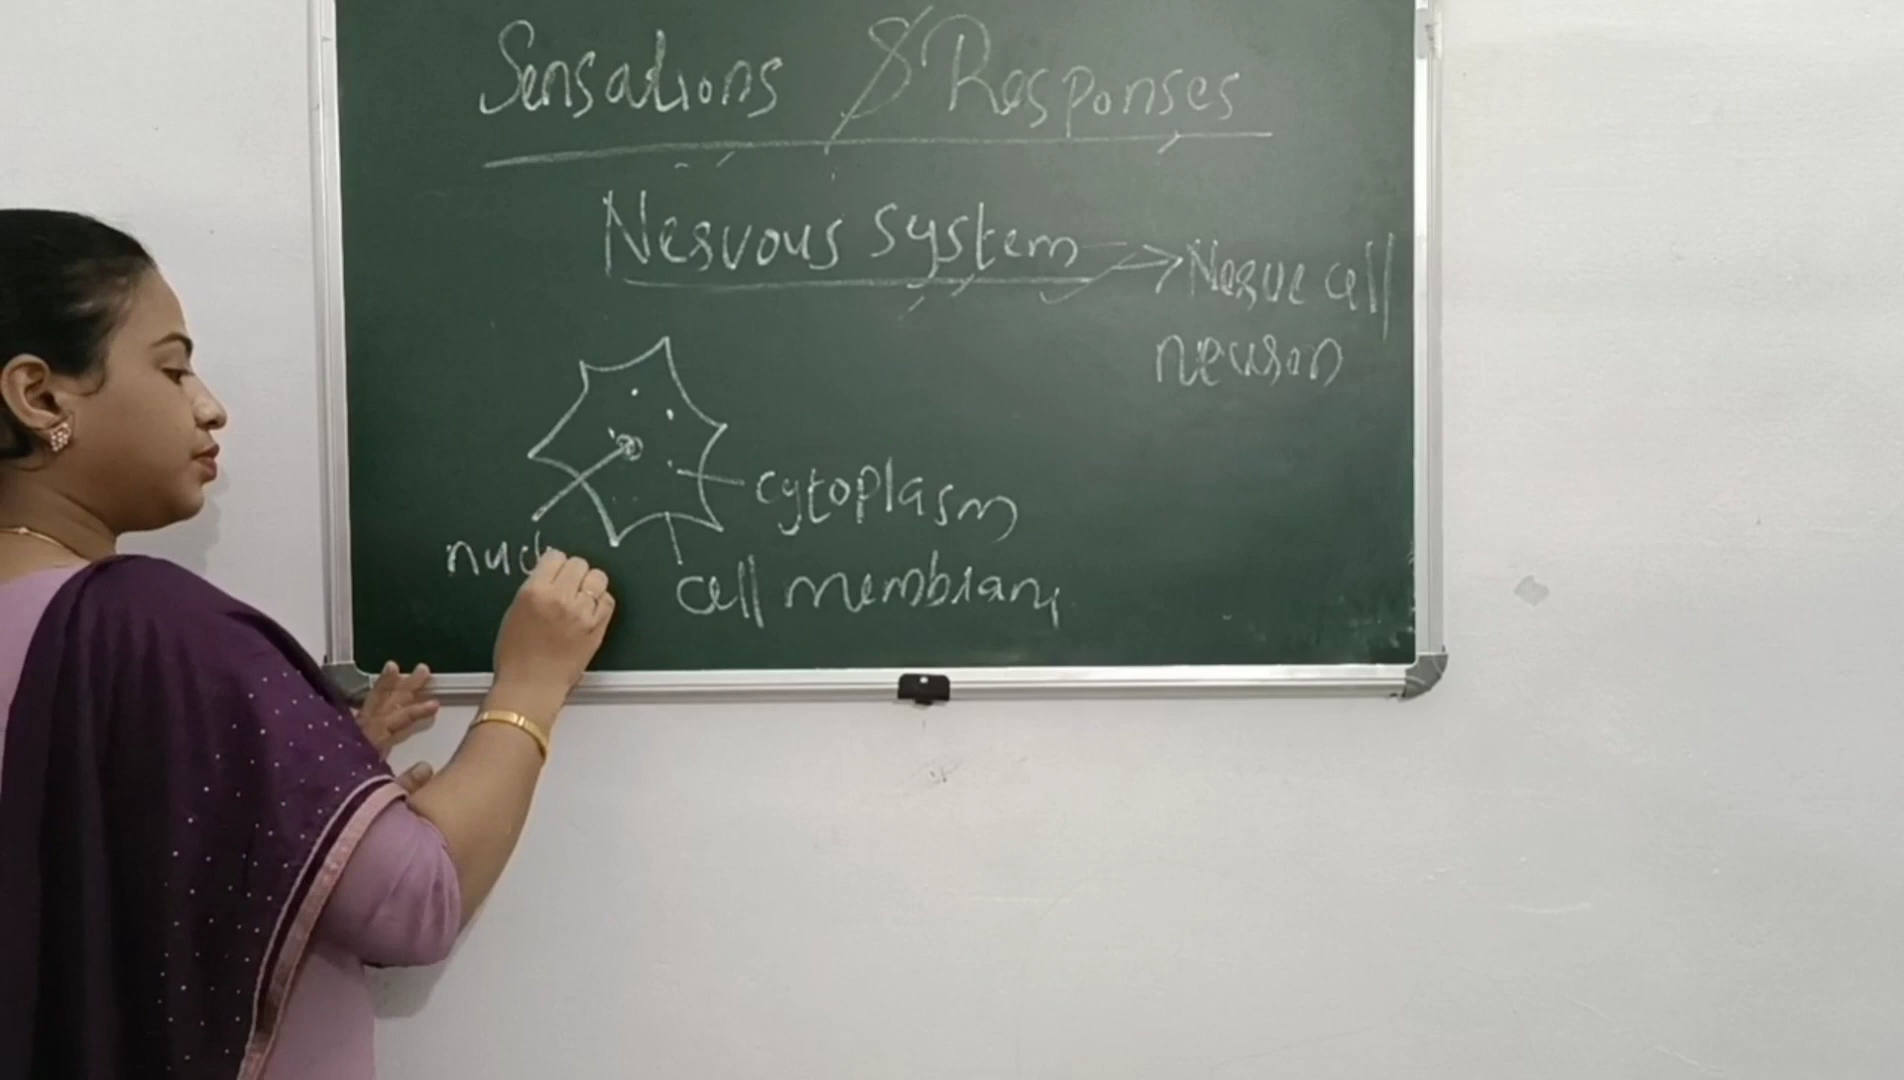 Sensations & Responses
Nervous system → Nerve cell
neuron
cytoplasm
nucl
cell membrane